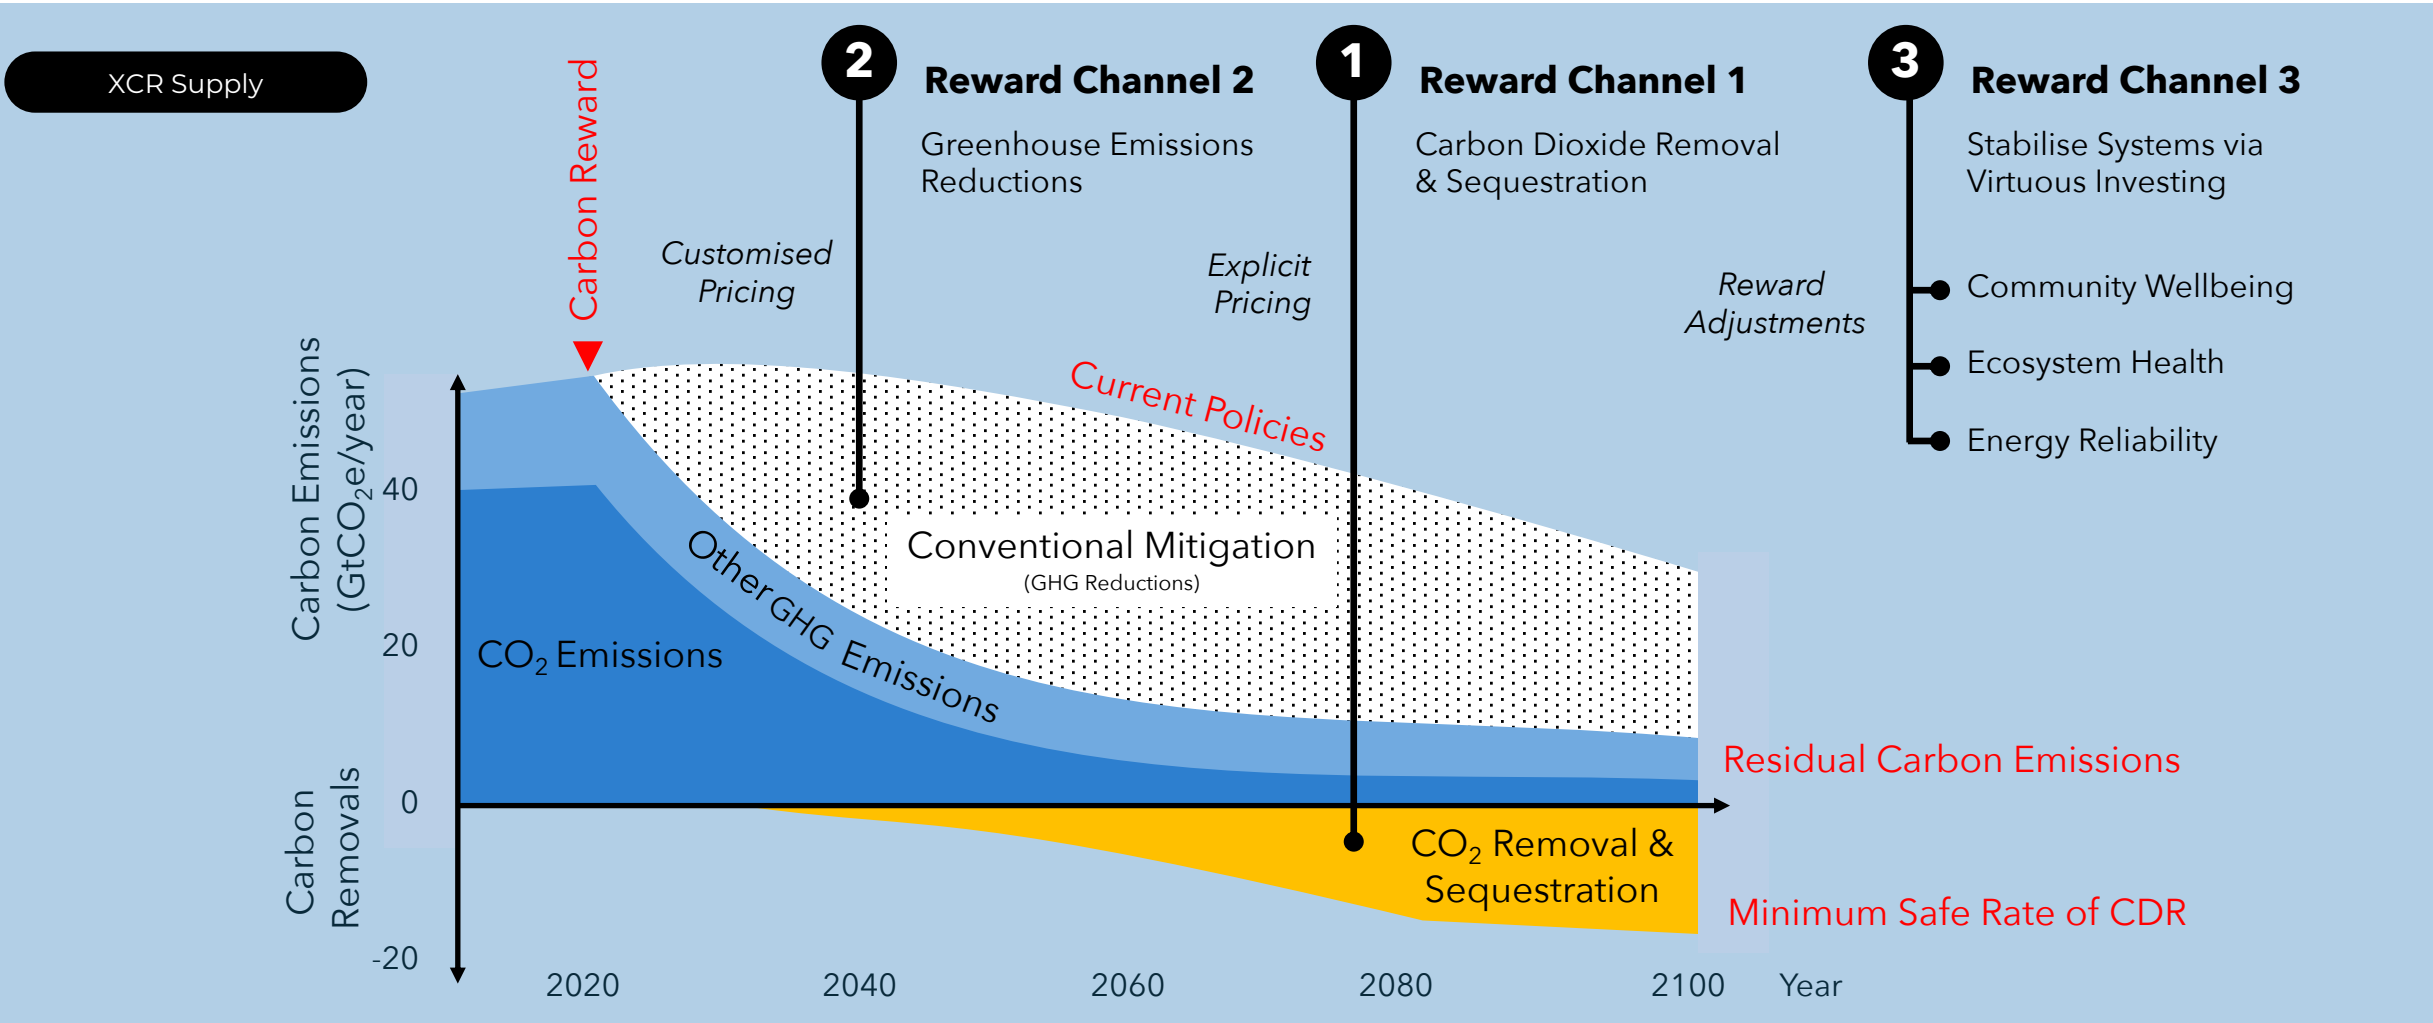 XCR Supply
Carbon Reward
2
Reward Channel 2
Greenhouse Emissions
Reductions
Customised
Pricing
1
Reward Channel 1
Carbon Dioxide Removal
& Sequestration
Explicit
Pricing
3
Reward Channel 3
Stabilise Systems via
Virtuous Investing
Reward
Adjustments
Community Wellbeing
Ecosystem Health
Energy Reliability
Carbon Emissions
(GtCO₂e/year)
Carbon
Removals
40
20
0
-20
Current Policies
Conventional Mitigation
(GHG Reductions)
Other GHG Emissions
CO₂ Emissions
Residual Carbon Emissions
CO₂ Removal &
Sequestration
Minimum Safe Rate of CDR
2020
2040
2060
2080
2100
Year